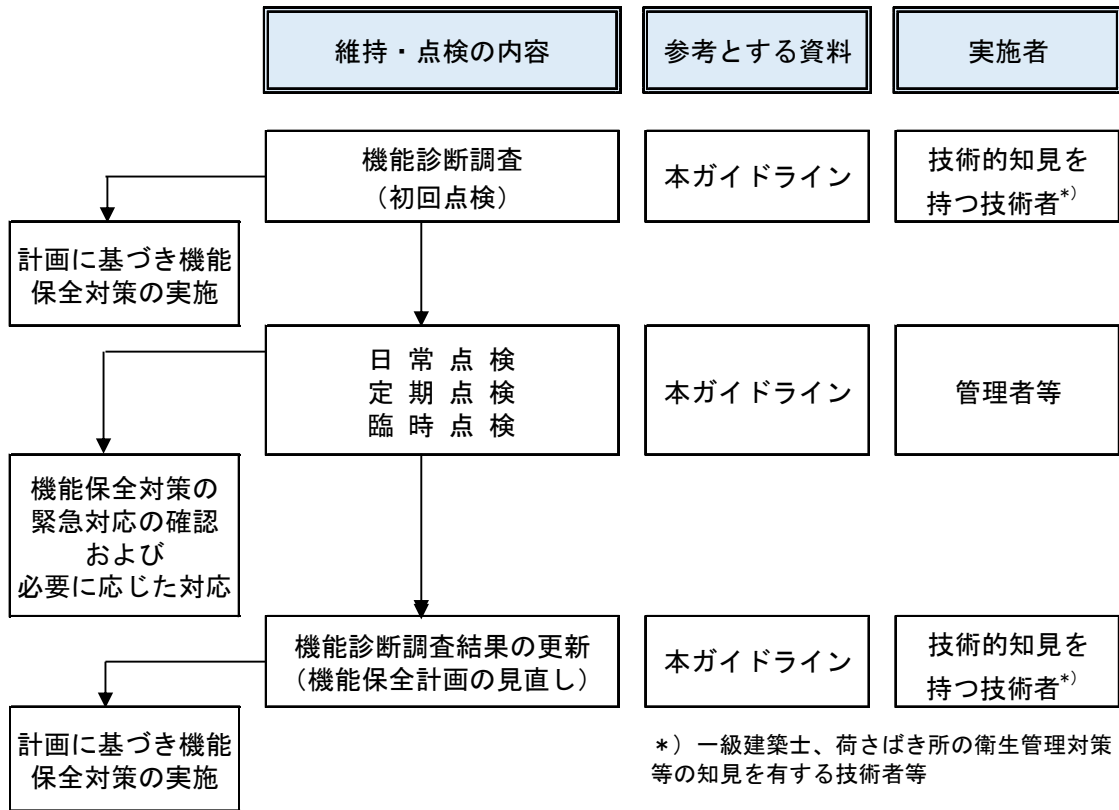 維持・点検の内容
参考とする資料
実施者
機能診断調査
（初回点検）
本ガイドライン
技術的知見を
持つ技術者*）
計画に基づき機能
保全対策の実施
日 常 点 検
定 期 点 検
臨 時 点 検
本ガイドライン
管理者等
機能保全対策の
緊急対応の確認
および
必要に応じた対応
機能診断調査結果の更新
（機能保全計画の見直し）
本ガイドライン
技術的知見を
持つ技術者*）
計画に基づき機能
保全対策の実施
*）一級建築士、荷さばき所の衛生管理対策
等の知見を有する技術者等